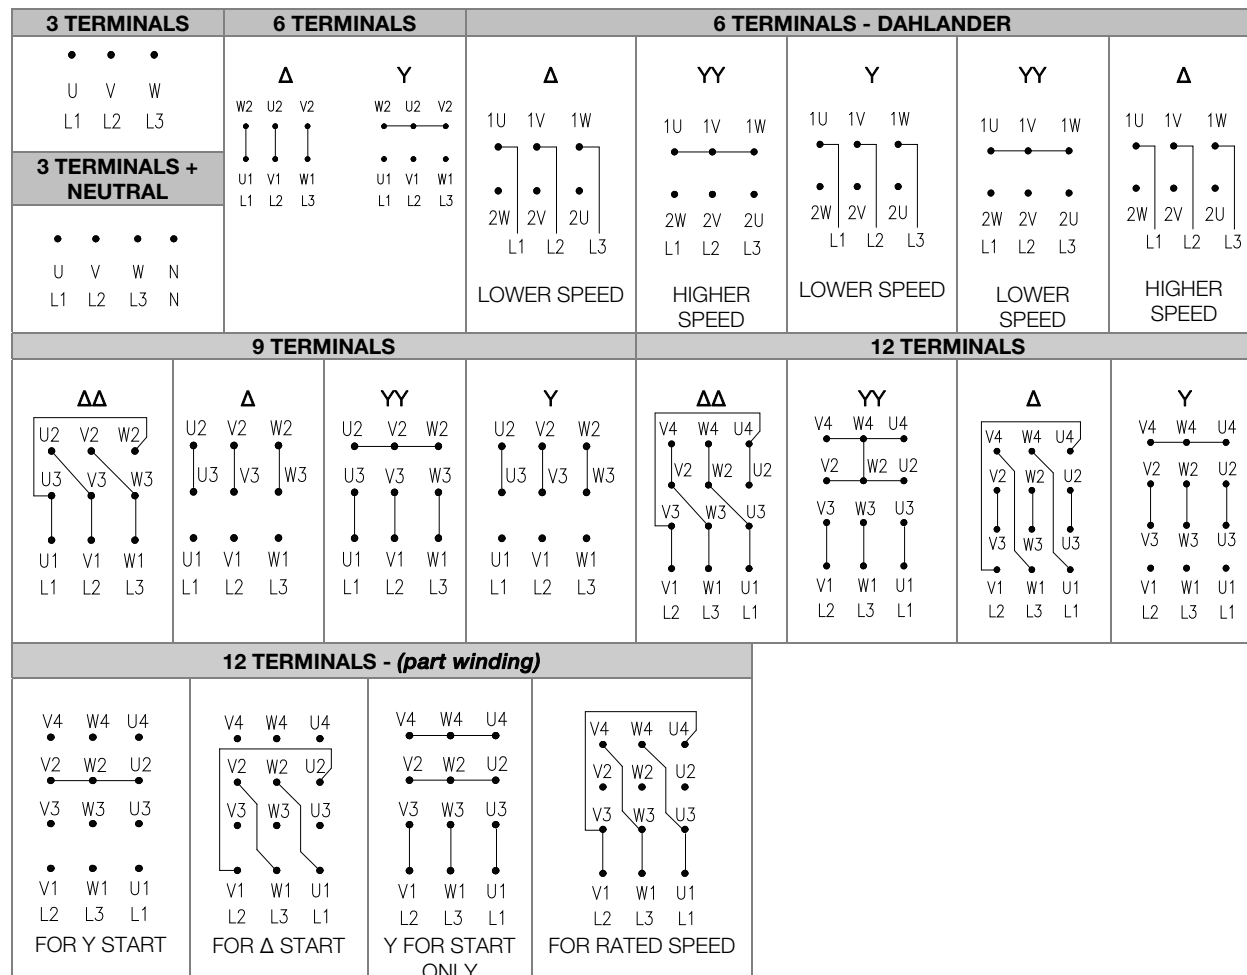 3 TERMINALS
U V W
L1 L2 L3
3 TERMINALS +
NEUTRAL
U V W N
L1 L2 L3 N
6 TERMINALS
Δ Y
W2 U2 V2 W2 U2 V2
U1 V1 W1 U1 V1 W1
L1 L2 L3 L1 L2 L3
6 TERMINALS - DAHLANDER
Δ
1U 1V 1W
2W 2V 2U
L1 L2 L3
LOWER SPEED
YY
1U 1V 1W
2W 2V 2U
L1 L2 L3
HIGHER
SPEED
Y
1U 1V 1W
2W 2V 2U
L1 L2 L3
LOWER SPEED
YY
1U 1V 1W
2W 2V 2U
L1 L2 L3
LOWER
SPEED
Δ
1U 1V 1W
2W 2V 2U
L1 L2 L3
HIGHER
SPEED
9 TERMINALS
ΔΔ
U2 V2 W2
U3 V3 W3
U1 V1 W1
L1 L2 L3
Δ
U2 V2 W2
U3 V3 W3
U1 V1 W1
L1 L2 L3
YY
U2 V2 W2
U3 V3 W3
U1 V1 W1
L1 L2 L3
Y
U2 V2 W2
U3 V3 W3
U1 V1 W1
L1 L2 L3
12 TERMINALS
ΔΔ
V4 W4 U4
V2 W2 U2
V3 W3 U3
V1 W1 U1
L2 L3 L1
YY
V4 W4 U4
V2 W2 U2
V3 W3 U3
V1 W1 U1
L2 L3 L1
Δ
V4 W4 U4
V2 W2 U2
V3 W3 U3
V1 W1 U1
L2 L3 L1
Y
V4 W4 U4
V2 W2 U2
V3 W3 U3
V1 W1 U1
L2 L3 L1
12 TERMINALS - (part winding)
V4 W4 U4
V2 W2 U2
V3 W3 U3
V1 W1 U1
L2 L3 L1
FOR Y START
V4 W4 U4
V2 W2 U2
V3 W3 U3
V1 W1 U1
L2 L3 L1
FOR Δ START
V4 W4 U4
V2 W2 U2
V3 W3 U3
V1 W1 U1
L2 L3 L1
Y FOR START
ONLY
V4 W4 U4
V2 W2 U2
V3 W3 U3
V1 W1 U1
L2 L3 L1
FOR RATED SPEED